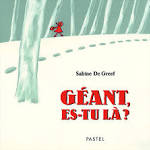 Sabine De Greef
GÉANT,
ES-TU LÀ?
PASTEL